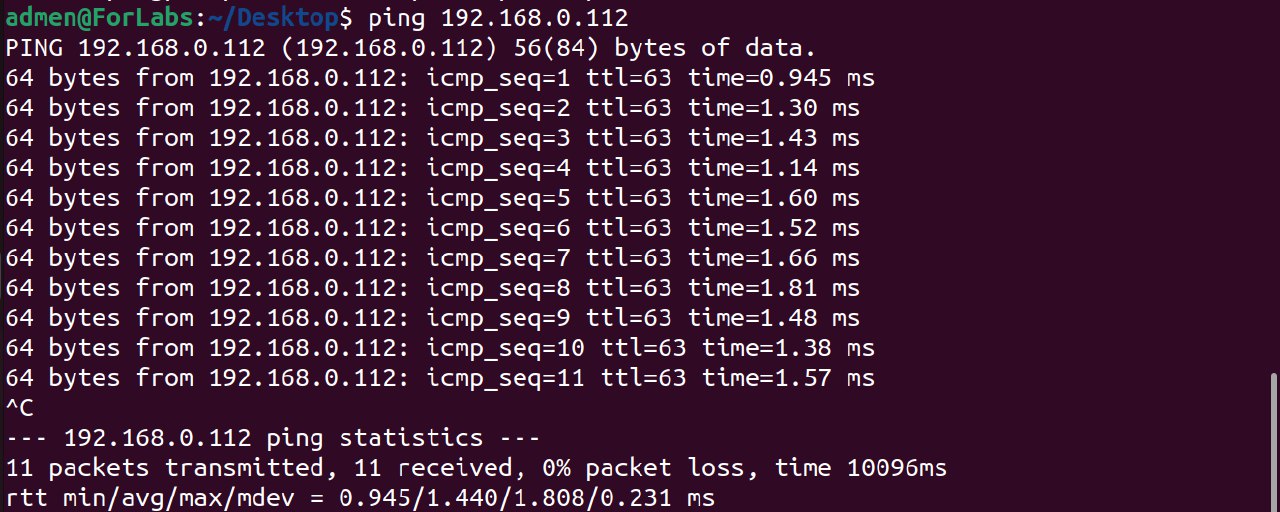 admen@ForLabs:~/Desktop$ ping 192.168.0.112
PING 192.168.0.112 (192.168.0.112) 56(84) bytes of data.
64 bytes from 192.168.0.112: icmp_seq=1 ttl=63 time=0.945 ms
64 bytes from 192.168.0.112: icmp_seq=2 ttl=63 time=1.30 ms
64 bytes from 192.168.0.112: icmp_seq=3 ttl=63 time=1.43 ms
64 bytes from 192.168.0.112: icmp_seq=4 ttl=63 time=1.14 ms
64 bytes from 192.168.0.112: icmp_seq=5 ttl=63 time=1.60 ms
64 bytes from 192.168.0.112: icmp_seq=6 ttl=63 time=1.52 ms
64 bytes from 192.168.0.112: icmp_seq=7 ttl=63 time=1.66 ms
64 bytes from 192.168.0.112: icmp_seq=8 ttl=63 time=1.81 ms
64 bytes from 192.168.0.112: icmp_seq=9 ttl=63 time=1.48 ms
64 bytes from 192.168.0.112: icmp_seq=10 ttl=63 time=1.38 ms
64 bytes from 192.168.0.112: icmp_seq=11 ttl=63 time=1.57 ms
^C
--- 192.168.0.112 ping statistics ---
11 packets transmitted, 11 received, 0% packet loss, time 10096ms
rtt min/avg/max/mdev = 0.945/1.440/1.808/0.231 ms